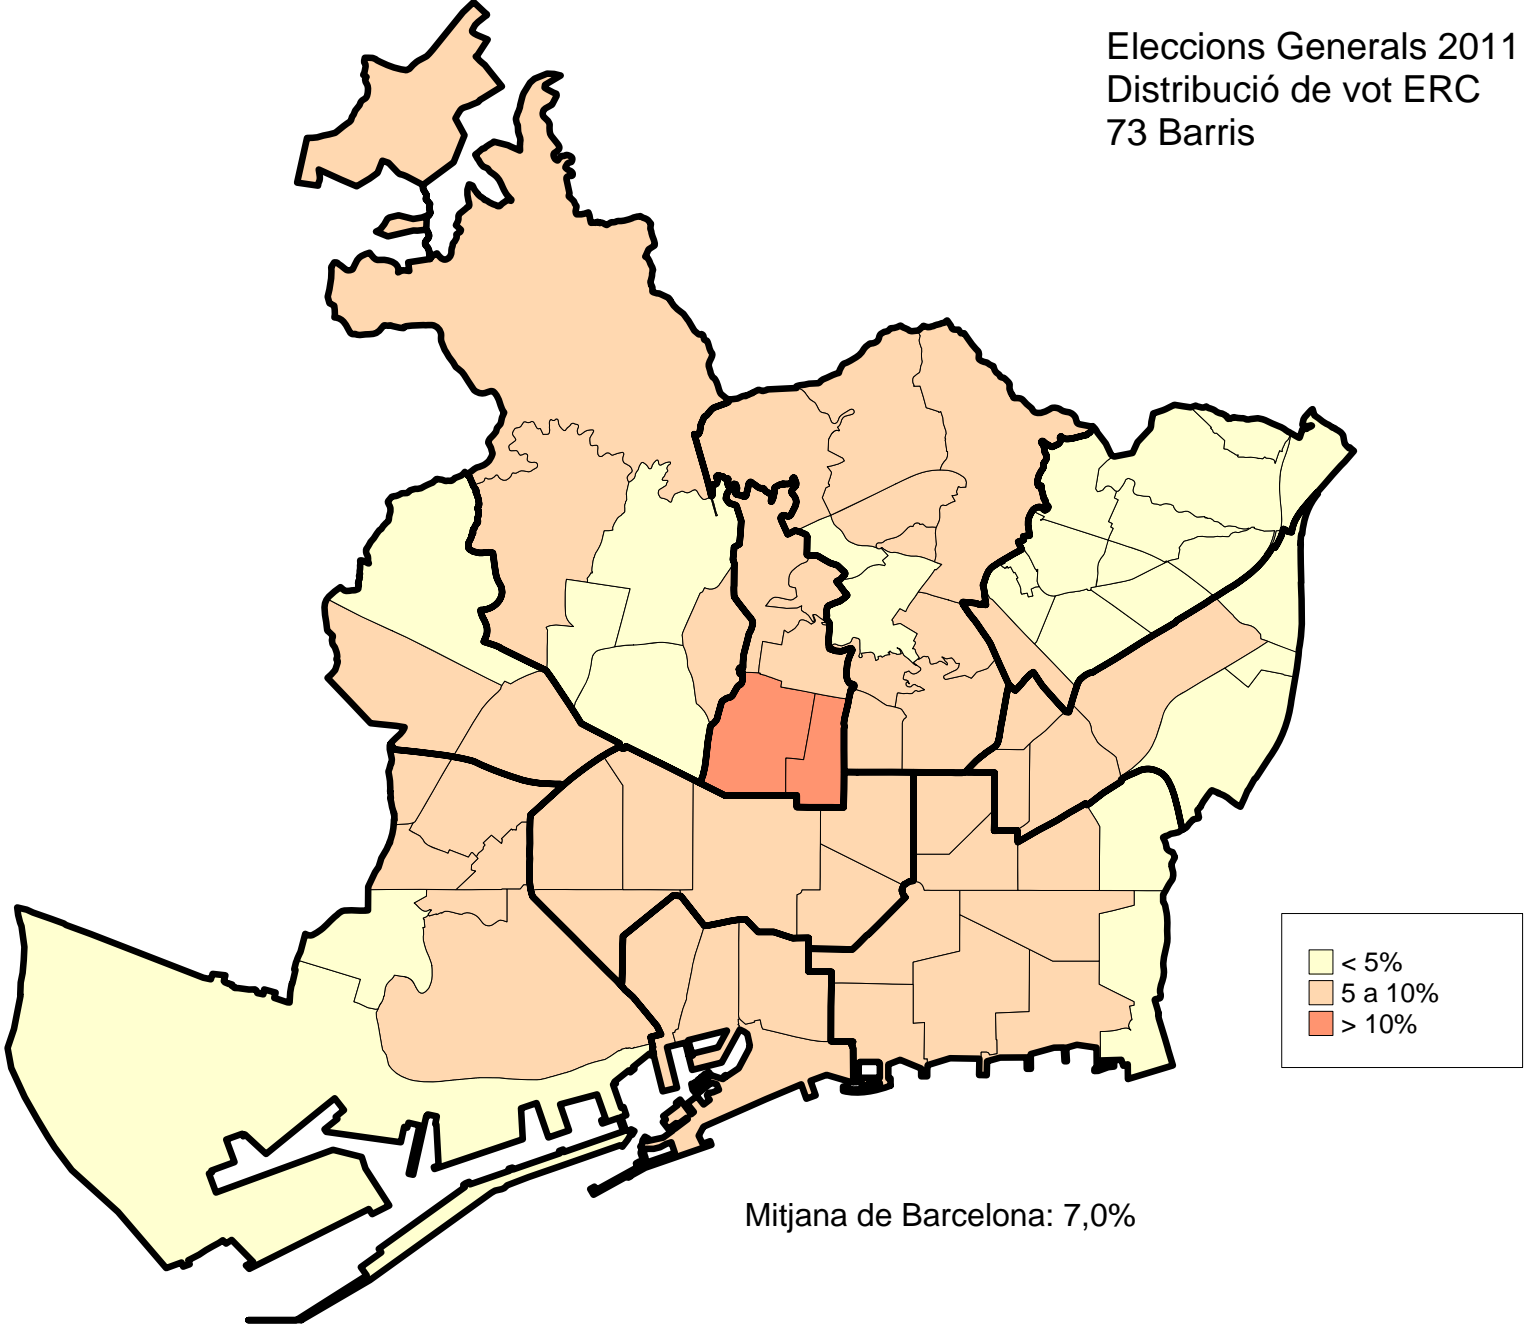 Eleccions Generals 2011
Distribució de vot ERC
73 Barris
< 5%
5 a 10%
> 10%
Mitjana de Barcelona: 7,0%